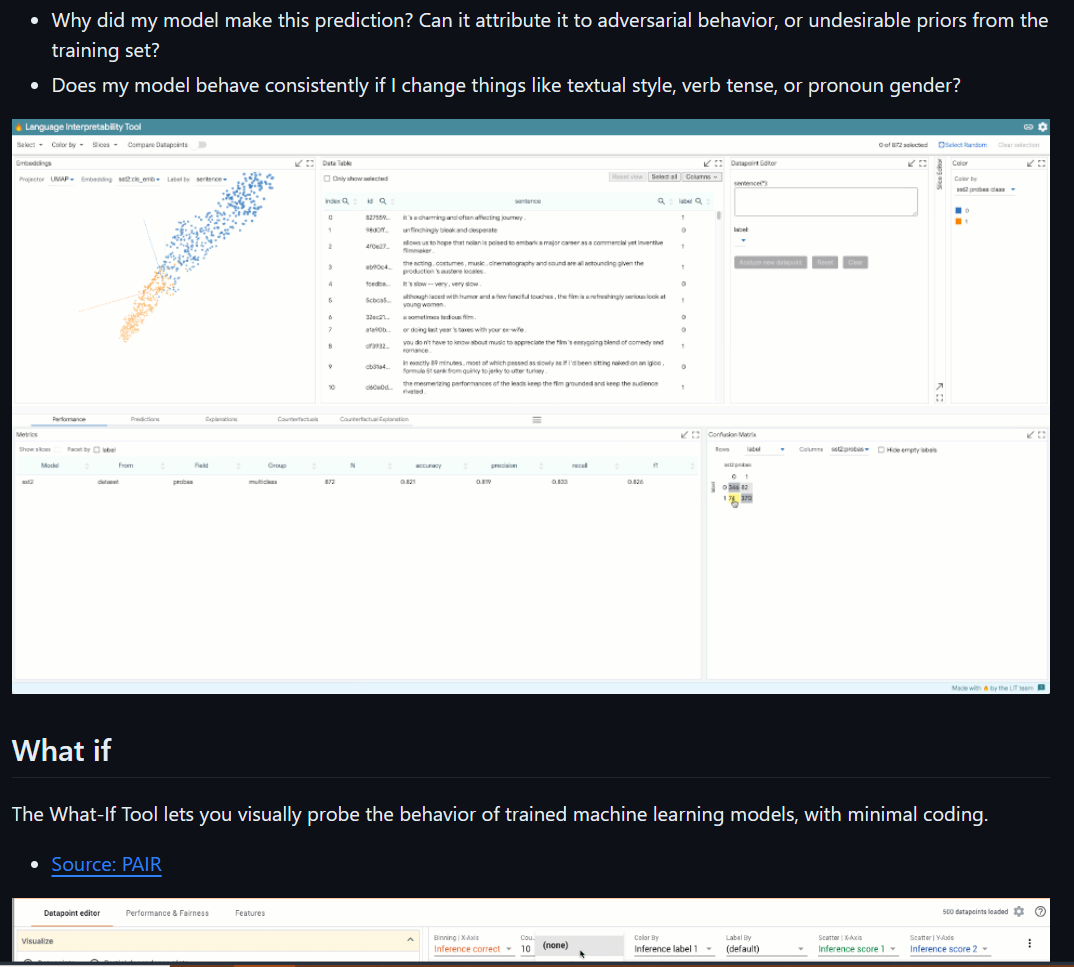 Why did my model make this prediction? Can it attribute it to adversarial behavior, or undesirable priors from the
training set?
Does my model behave consistently if I change things like textual style, verb tense, or pronoun gender?
Language Interpretability Tool
Select Color by Slices Compare Datapoints 0 of 872 selected Select Random Clear selection
Embeddings
Projector UMAP Embedding sst2:cls_emb Label by sentence
Data Table
Only show selected Reset view Select all Columns
index id sentence label
0 827559... it 's a charming and often affecting journey . 1
1 98d0ff... unflinchingly bleak and desperate 0
2 4f0e27... allows us to hope that nolan is poised to embark a major career as a commercial yet inventive
filmmaker . 1
3 eb90c4... the acting , costumes , music , cinematography and sound are all astounding given the
production 's austere locales . 1
4 it 's slow -- very , very slow . 0
5 5cbca5... although laced with humor and a few fanciful touches , the film is a refreshingly serious look at
young women . 1
6 32ec21... a sometimes tedious film . 0
7 a1a90b... or doing last year 's taxes with your ex-wife . 0
8 df3932... you do n't have to know about music to appreciate the film 's easygoing blend of comedy and
romance . 1
9 cb31a4... in exactly 89 minutes , most of which passed as slowly as if i 'd been sitting naked on an igloo ,
formula 51 sank from quirky to jerky to utter turkey . 0
10 c60a0d... the mesmerizing performances of the leads keep the film grounded and keep the audience
riveted . 1
Datapoint Editor
sentence(*)
label
Analyze new datapoint Reset Clear
Slice Editor
Color
Color by
sst2:probas class
0
1
Performance Predictions Explanations Counterfactuals Counterfactual Explanation
Metrics
Show slices Facet by label
Model From Field Group N accuracy precision recall f1
sst2 dataset probas multiclass 872 0.821 0.819 0.833 0.826
Confusion Matrix
Rows label Columns sst2:probas Hide empty labels
sst2:probas
0 1
label
0 346 82
1 74 370
Made with by the LIT team
What if
The What-If Tool lets you visually probe the behavior of trained machine learning models, with minimal coding.
Source: PAIR
Datapoint editor Performance & Fairness Features 500 datapoints loaded
Visualize
Binning | X-Axis Cou... Color By Label By Scatter | X-Axis Scatter | Y-Axis
Inference correct 10 (none) Inference label 1 (default) Inference score 1 Inference score 2